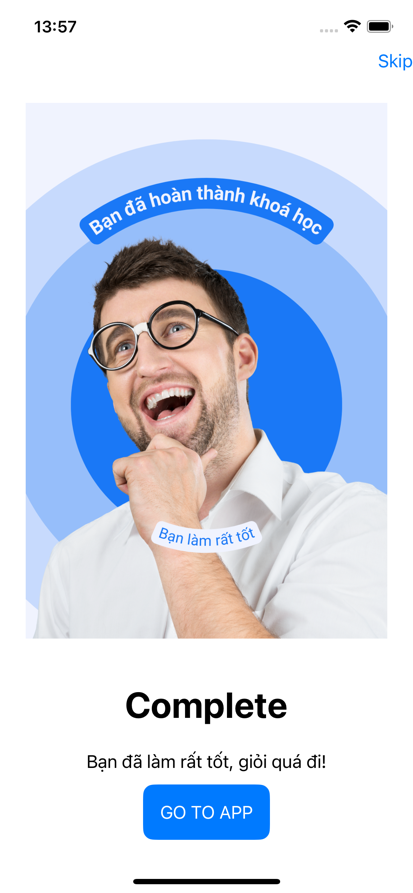 13:57
Skip
Bạn đã hoàn thành khoá học
Bạn làm rất tốt
Complete
Bạn đã làm rất tốt, giỏi quá đi!
GO TO APP